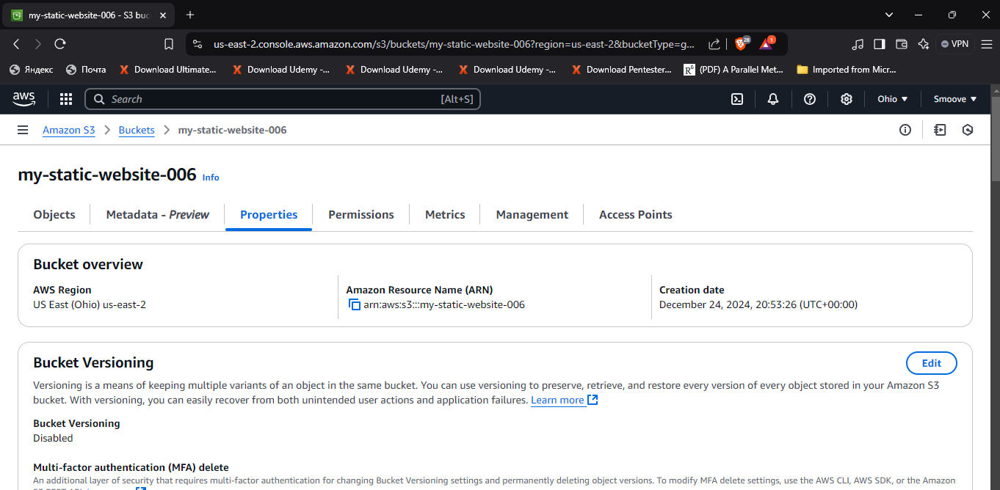 my-static-website-006 - S3 buc
us-east-2.console.aws.amazon.com/s3/buckets/my-static-website-006?region=us-east-2&bucketType=g...
28
1
VPN
Яндекс
Почта
Download Ultimate...
Download Udemy -...
Download Udemy -...
Download Udemy -...
Download Pentester...
(PDF) A Parallel Met...
Imported from Micr...
aws
Search
[Alt+S]
Ohio
Smoove
Amazon S3
Buckets
my-static-website-006
my-static-website-006
Info
Objects
Metadata - Preview
Properties
Permissions
Metrics
Management
Access Points
Bucket overview
AWS Region
US East (Ohio) us-east-2
Amazon Resource Name (ARN)
arn:aws:s3:::my-static-website-006
Creation date
December 24, 2024, 20:53:26 (UTC+00:00)
Bucket Versioning
Edit
Versioning is a means of keeping multiple variants of an object in the same bucket. You can use versioning to preserve, retrieve, and restore every version of every object stored in your Amazon S3
bucket. With versioning, you can easily recover from both unintended user actions and application failures. Learn more
Bucket Versioning
Disabled
Multi-factor authentication (MFA) delete
An additional layer of security that requires multi-factor authentication for changing Bucket Versioning settings and permanently deleting object versions. To modify MFA delete settings, use the AWS CLI, AWS SDK, or the Amazon